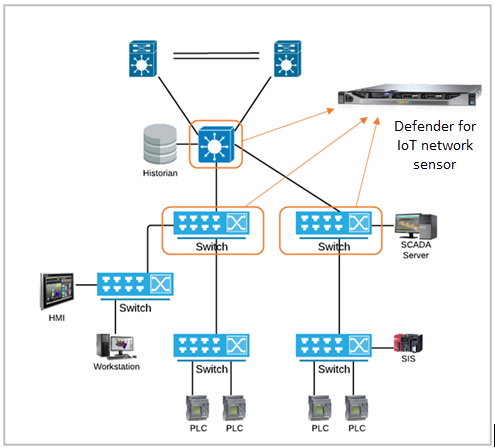 Defender for
IoT network
sensor
Historian
Switch
Switch
SCADA
Server
HMI
Switch
Workstation
Switch
Switch
SIS
PLC
PLC
PLC
PLC